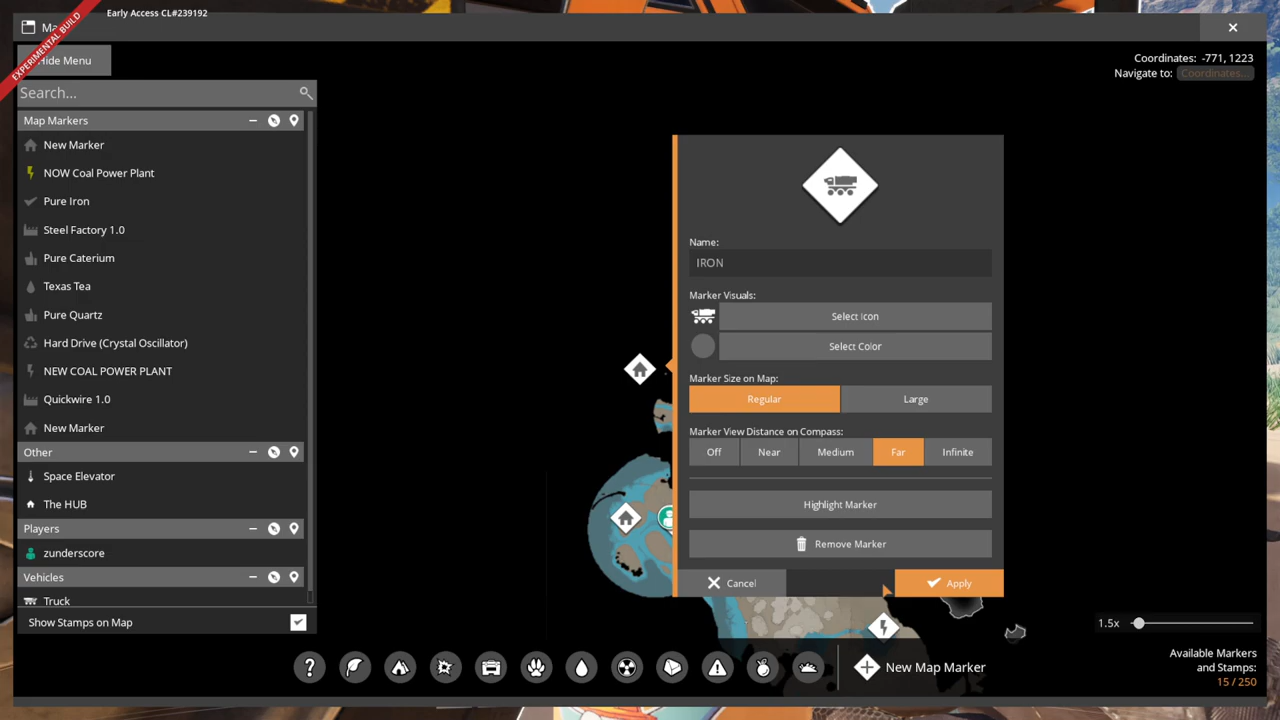 Early Access CL#239192
EXPERIMENTAL BUILD
Hide Menu
Coordinates: -771, 1223
Navigate to: Coordinates...
Search...
Map Markers
New Marker
NOW Coal Power Plant
Pure Iron
Steel Factory 1.0
Pure Caterium
Texas Tea
Pure Quartz
Hard Drive (Crystal Oscillator)
NEW COAL POWER PLANT
Quickwire 1.0
New Marker
Other
Space Elevator
The HUB
Players
zunderscore
Vehicles
Truck
Show Stamps on Map
Name:
IRON
Marker Visuals:
Select Icon
Select Color
Marker Size on Map:
Regular Large
Marker View Distance on Compass:
Off Near Medium Far Infinite
Highlight Marker
Remove Marker
Cancel Apply
1.5x
New Map Marker
Available Markers
and Stamps:
15 / 250